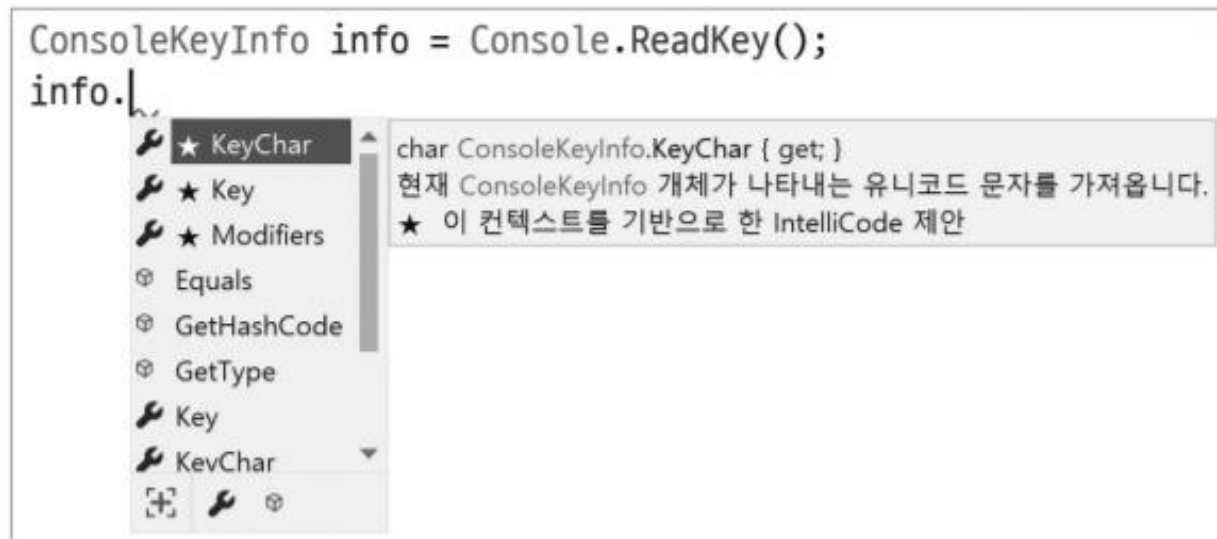 ConsoleKeyInfo info = Console.ReadKey();
info.
★ KeyChar
★ Key
★ Modifiers
Equals
GetHashCode
GetType
Key
KeyChar
char ConsoleKeyInfo.KeyChar { get; }
현재 ConsoleKeyInfo 개체가 나타내는 유니코드 문자를 가져옵니다.
★ 이 컨텍스트를 기반으로 한 IntelliCode 제안